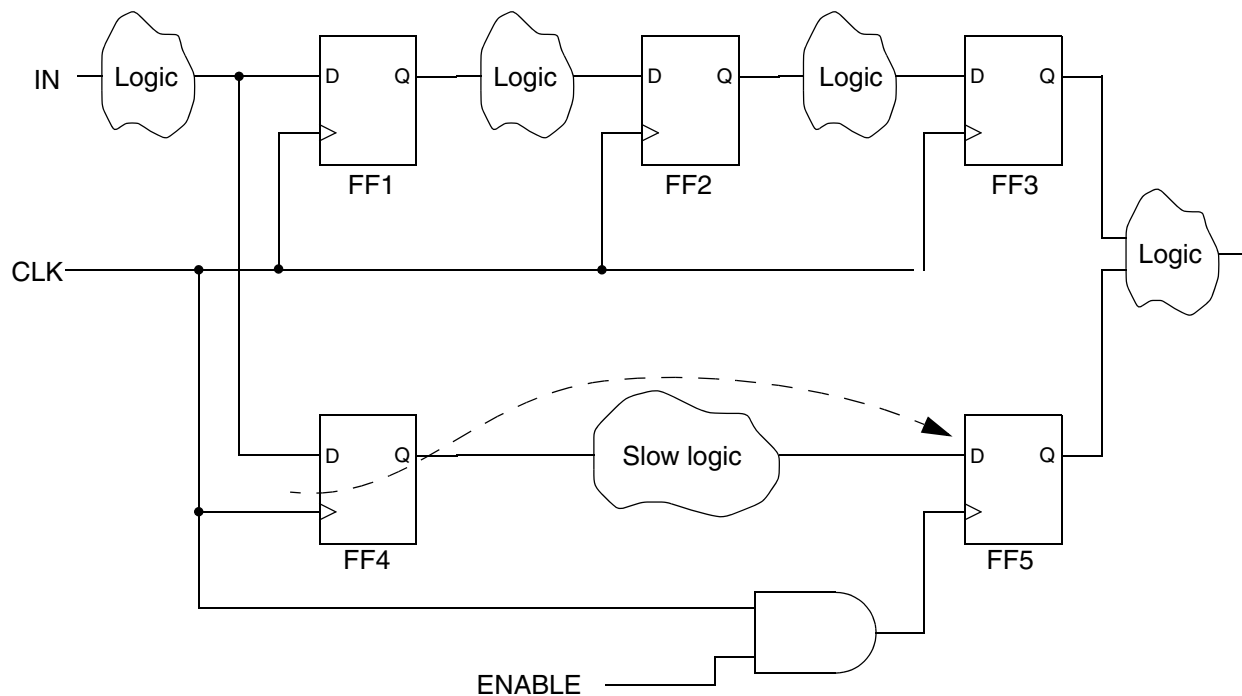 IN
Logic
D
Q
FF1
Logic
D
Q
FF2
Logic
D
Q
FF3
CLK
Logic
D
Q
FF4
Slow logic
D
Q
FF5
ENABLE